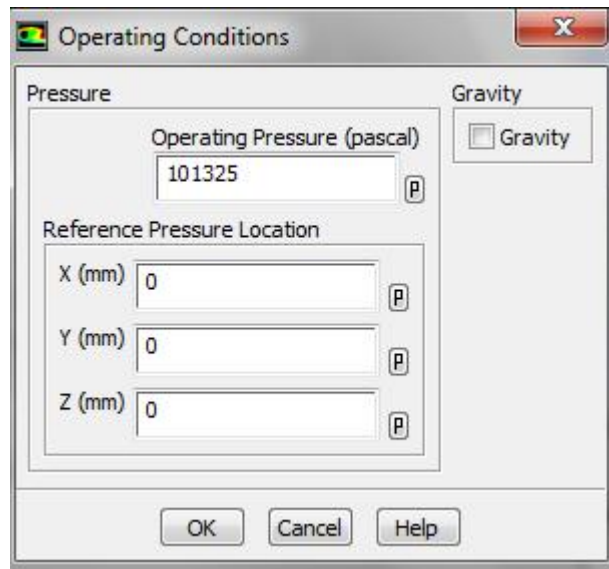 Operating Conditions
Pressure
Gravity
Operating Pressure (pascal)
Gravity
101325
P
Reference Pressure Location
X (mm) 0
P
Y (mm) 0
P
Z (mm) 0
P
OK Cancel Help